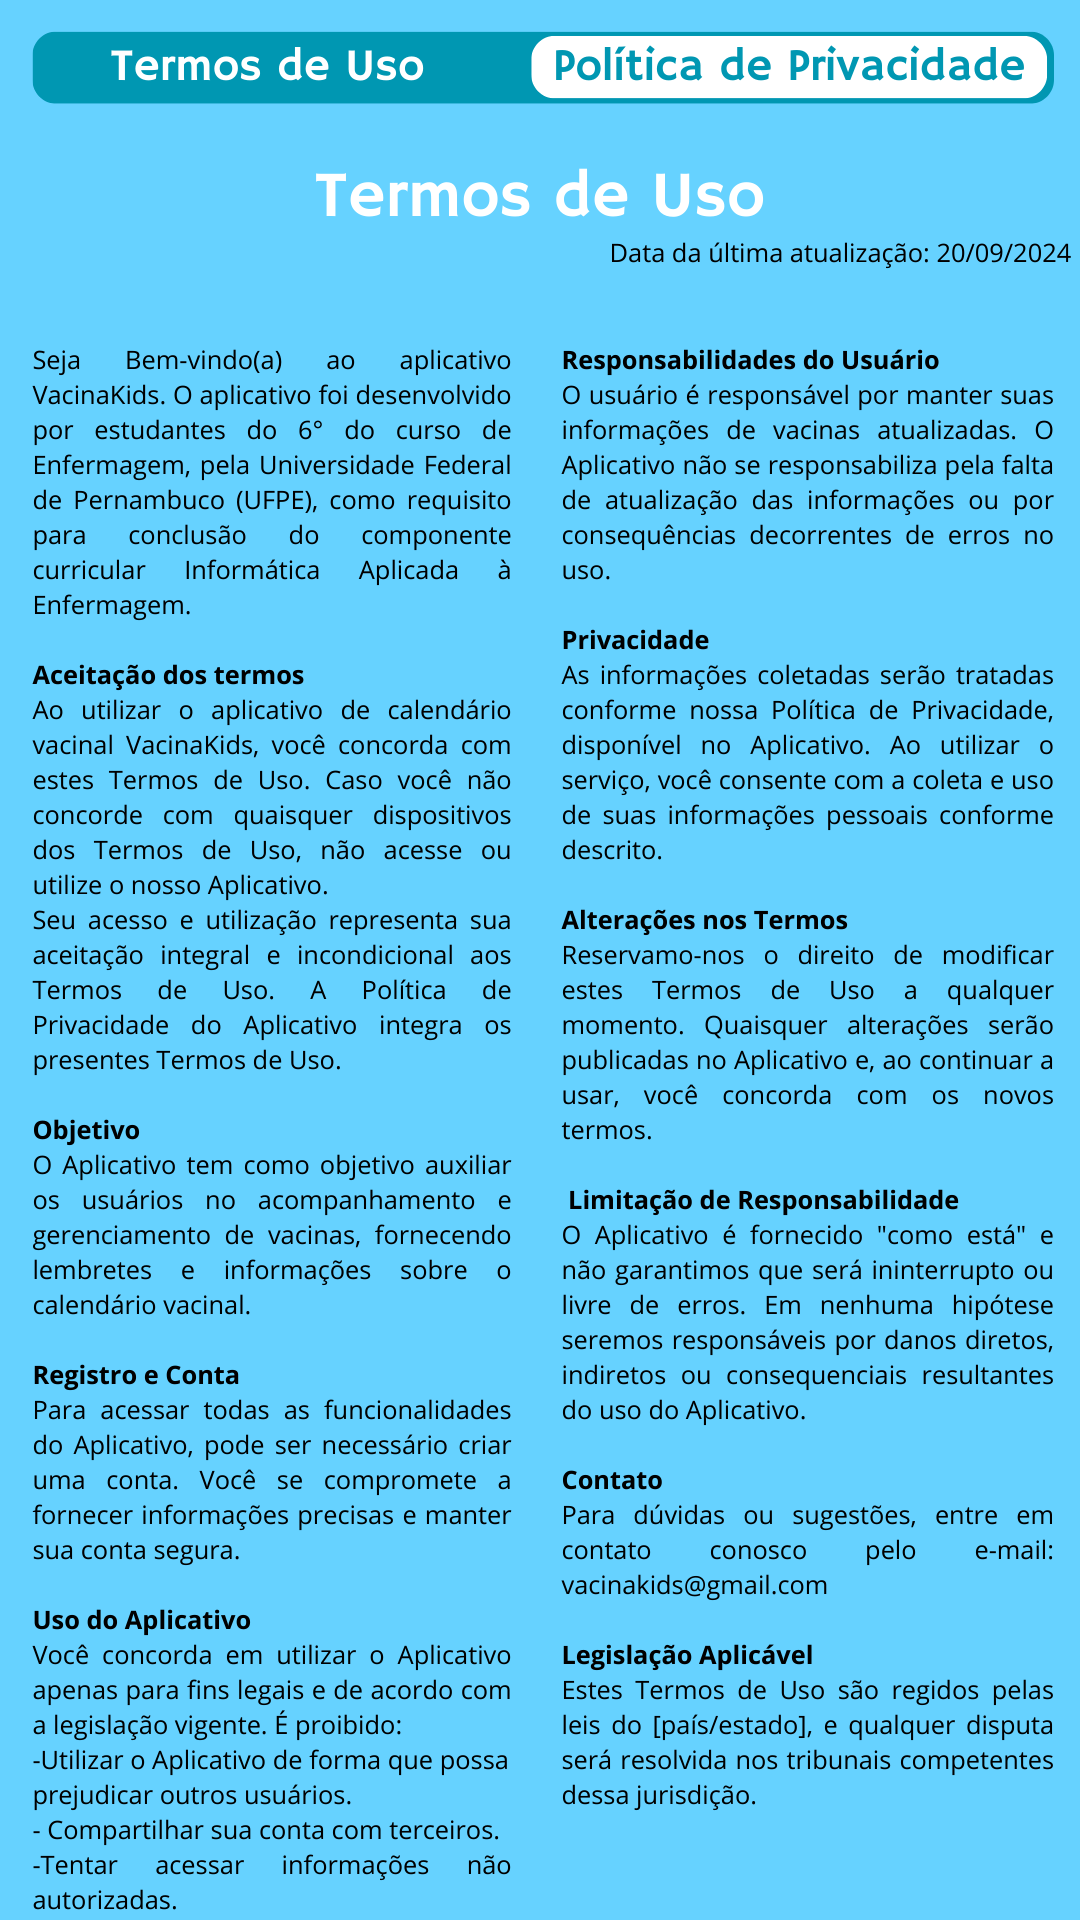 Termos de Uso
Política de Privacidade
Termos de Uso
Data da última atualização: 20/09/2024
Seja Bem-vindo(a) ao aplicativo
VacinaKids. O aplicativo foi desenvolvido
por estudantes do 6° do curso de
Enfermagem, pela Universidade Federal
de Pernambuco (UFPE), como requisito
para conclusão do componente
curricular Informática Aplicada à
Enfermagem.
Aceitação dos termos
Ao utilizar o aplicativo de calendário
vacinal VacinaKids, você concorda com
estes Termos de Uso. Caso você não
concorde com quaisquer dispositivos
dos Termos de Uso, não acesse ou
utilize o nosso Aplicativo.
Seu acesso e utilização representa sua
aceitação integral e incondicional aos
Termos de Uso. A Política de
Privacidade do Aplicativo integra os
presentes Termos de Uso.
Objetivo
O Aplicativo tem como objetivo auxiliar
os usuários no acompanhamento e
gerenciamento de vacinas, fornecendo
lembretes e informações sobre o
calendário vacinal.
Registro e Conta
Para acessar todas as funcionalidades
do Aplicativo, pode ser necessário criar
uma conta. Você se compromete a
fornecer informações precisas e manter
sua conta segura.
Uso do Aplicativo
Você concorda em utilizar o Aplicativo
apenas para fins legais e de acordo com
a legislação vigente. É proibido:
-Utilizar o Aplicativo de forma que possa
prejudicar outros usuários.
- Compartilhar sua conta com terceiros.
-Tentar acessar informações não
autorizadas.
Responsabilidades do Usuário
O usuário é responsável por manter suas
informações de vacinas atualizadas. O
Aplicativo não se responsabiliza pela falta
de atualização das informações ou por
consequências decorrentes de erros no
uso.
Privacidade
As informações coletadas serão tratadas
conforme nossa Política de Privacidade,
disponível no Aplicativo. Ao utilizar o
serviço, você consente com a coleta e uso
de suas informações pessoais conforme
descrito.
Alterações nos Termos
Reservamo-nos o direito de modificar
estes Termos de Uso a qualquer
momento. Quaisquer alterações serão
publicadas no Aplicativo e, ao continuar a
usar, você concorda com os novos
termos.
Limitação de Responsabilidade
O Aplicativo é fornecido "como está" e
não garantimos que será ininterrupto ou
livre de erros. Em nenhuma hipótese
seremos responsáveis por danos diretos,
indiretos ou consequenciais resultantes
do uso do Aplicativo.
Contato
Para dúvidas ou sugestões, entre em
contato conosco pelo e-mail:
vacinakids@gmail.com
Legislação Aplicável
Estes Termos de Uso são regidos pelas
leis do [país/estado], e qualquer disputa
será resolvida nos tribunais competentes
dessa jurisdição.